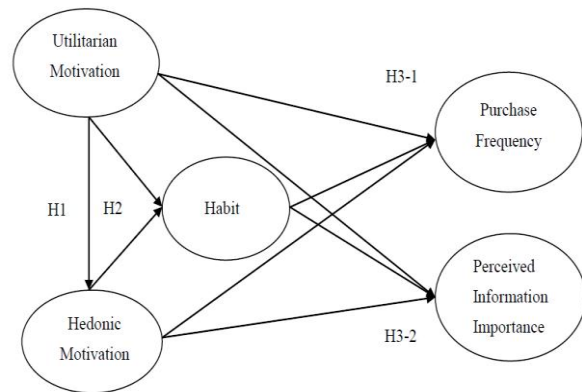 Utilitarian
Motivation
H3-1
Purchase
Frequency
H1
H2
Habit
Perceived
Information
Importance
Hedonic
Motivation
H3-2